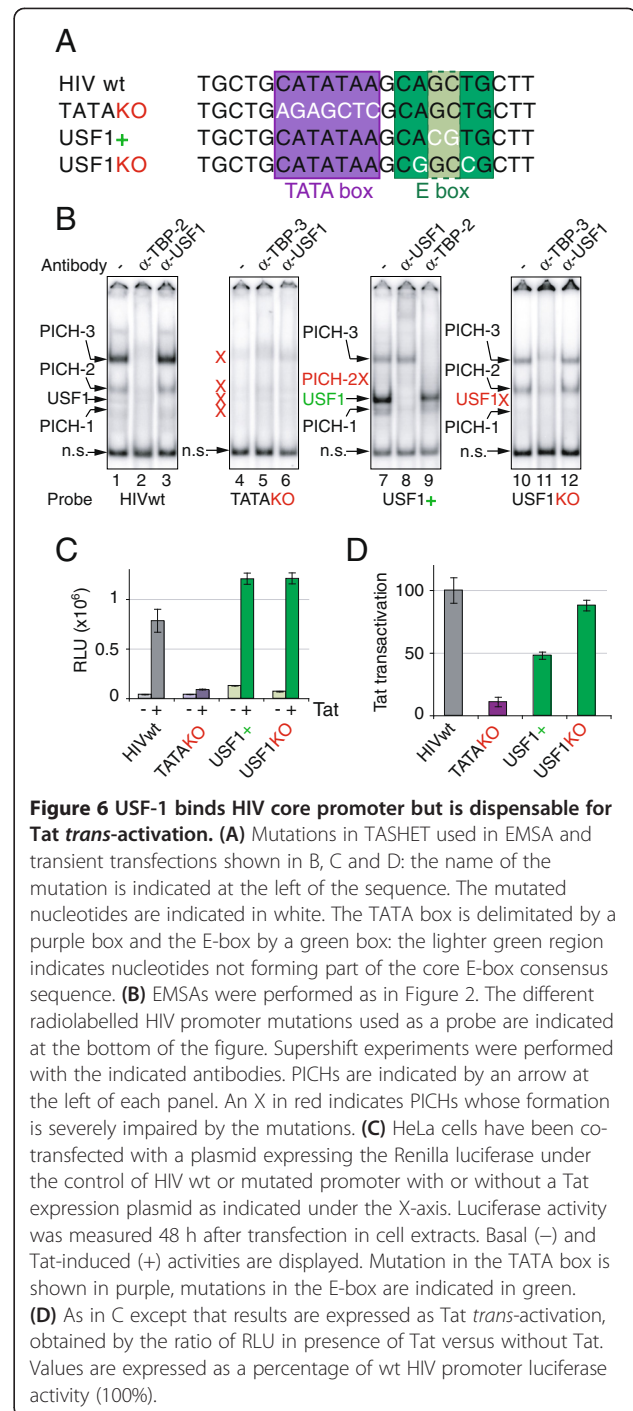 A
HIV wt TGCTGCATATAAGCAGCTGCTT
TATAKO TGCTGAGAGCTCGCAGCTGCTT
USF1+ TGCTGCATATAAGCACGTGCTT
USF1KO TGCTGCATATAAGCGGCCGCTT
TATA box E box
B
Antibody - α-TBP-2 α-USF1 - α-TBP-3 α-USF1 - α-USF1 α-TBP-2 - α-TBP-3 α-USF1
PICH-3 X PICH-3 PICH-3
PICH-2 X PICH-2X PICH-2
USF1 X USF1 USF1X
PICH-1 X PICH-1 PICH-1
n.s. n.s. n.s. n.s.
1 2 3 4 5 6 7 8 9 10 11 12
Probe HIVwt TATAKO USF1+ USF1KO
C
RLU (x10⁶)
1
0.5
0
- + - + - + - + Tat
HIVwt TATAKO USF1+ USF1KO
D
Tat transactivation
100
50
0
HIVwt TATAKO USF1+ USF1KO
Figure 6 USF-1 binds HIV core promoter but is dispensable for
Tat trans-activation. (A) Mutations in TASHET used in EMSA and
transient transfections shown in B, C and D: the name of the
mutation is indicated at the left of the sequence. The mutated
nucleotides are indicated in white. The TATA box is delimitated by a
purple box and the E-box by a green box: the lighter green region
indicates nucleotides not forming part of the core E-box consensus
sequence. (B) EMSAs were performed as in Figure 2. The different
radiolabelled HIV promoter mutations used as a probe are indicated
at the bottom of the figure. Supershift experiments were performed
with the indicated antibodies. PICHs are indicated by an arrow at
the left of each panel. An X in red indicates PICHs whose formation
is severely impaired by the mutations. (C) HeLa cells have been co-
transfected with a plasmid expressing the Renilla luciferase under
the control of HIV wt or mutated promoter with or without a Tat
expression plasmid as indicated under the X-axis. Luciferase activity
was measured 48 h after transfection in cell extracts. Basal (−) and
Tat-induced (+) activities are displayed. Mutation in the TATA box is
shown in purple, mutations in the E-box are indicated in green.
(D) As in C except that results are expressed as Tat trans-activation,
obtained by the ratio of RLU in presence of Tat versus without Tat.
Values are expressed as a percentage of wt HIV promoter luciferase
activity (100%).